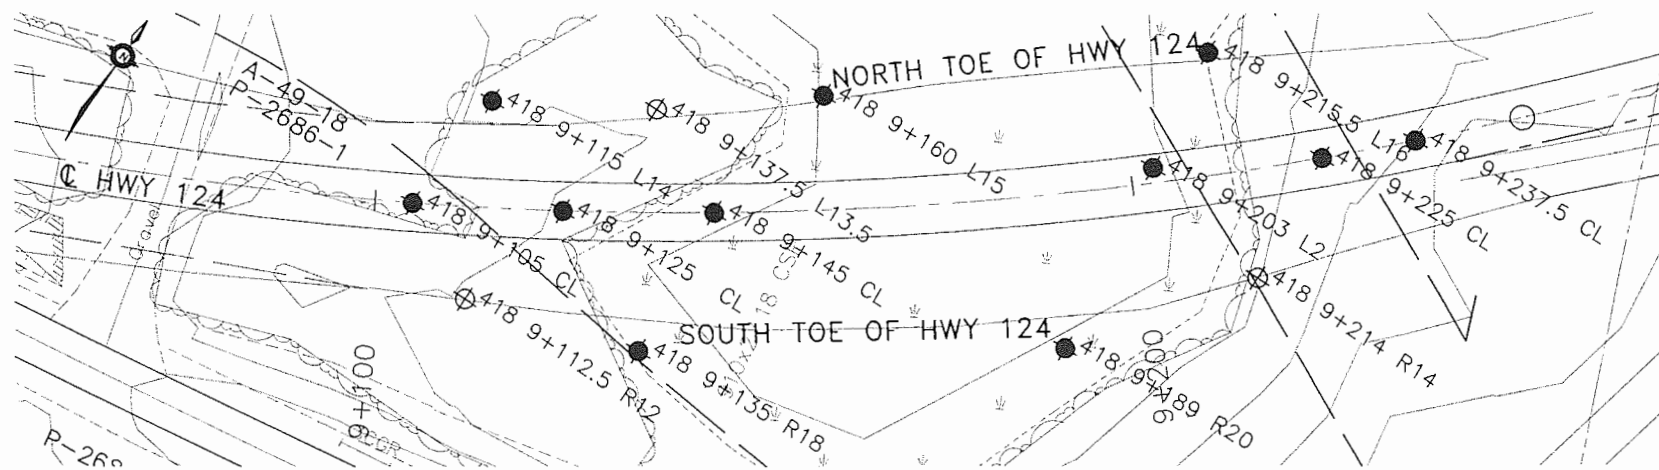 N
A-49-18
P-2686-1
NORTH TOE OF HWY 124
418 9+115 L14
418 9+137.5 L13.5
418 9+160 L15
418 9+215.5 L16
418 9+237.5 CL
418 9+225 CL
418 9+203 L2
℄ HWY 124
418 9+105 CL
418 9+125 CL
418 9+145 CL
Gravel
418 9+112.5 R12
SOUTH TOE OF HWY 124
418 9+135 R18
418 9+189 R20
418 9+214 R14
9+100
9+200